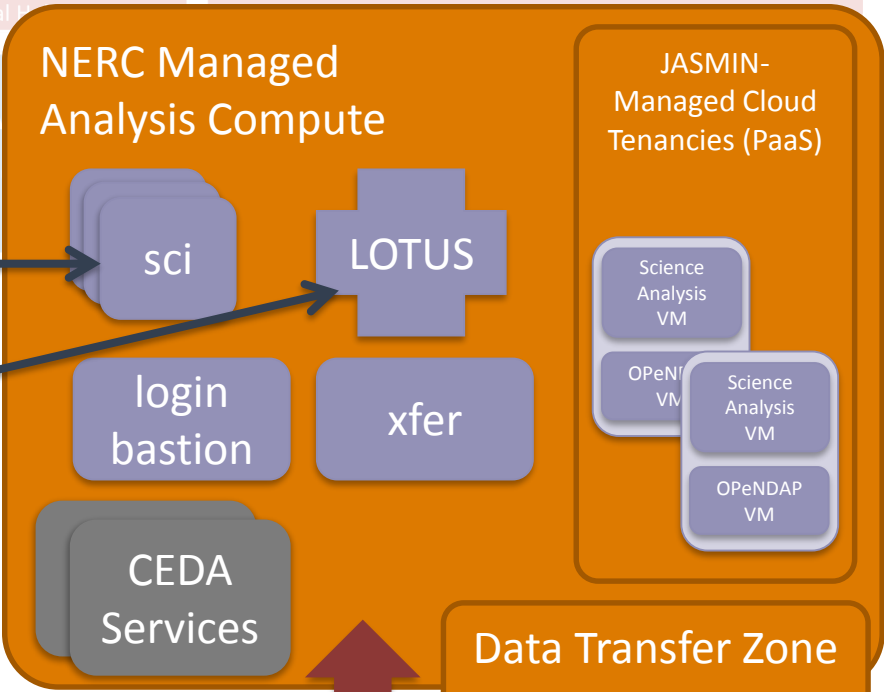 NERC Managed
Analysis Compute
JASMIN-
Managed Cloud
Tenancies (PaaS)
sci
LOTUS
Science
Analysis
VM
login
bastion
xfer
Science
Analysis
VM
OPeNDAP
VM
CEDA
Services
Data Transfer Zone